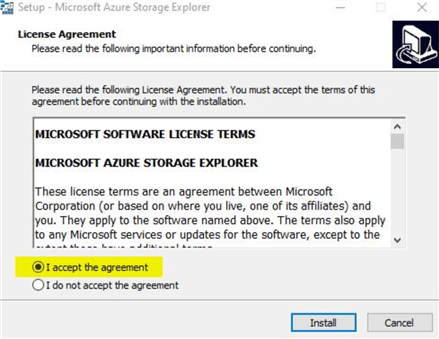 Setup - Microsoft Azure Storage Explorer
License Agreement
Please read the following important information before continuing.
Please read the following License Agreement. You must accept the terms of this
agreement before continuing with the installation.
MICROSOFT SOFTWARE LICENSE TERMS
MICROSOFT AZURE STORAGE EXPLORER
These license terms are an agreement between Microsoft
Corporation (or based on where you live, one of its affiliates) and
you. They apply to the software named above. The terms also apply
to any Microsoft services or updates for the software, except to the
extent those have additional terms.
I accept the agreement
I do not accept the agreement
Install
Cancel